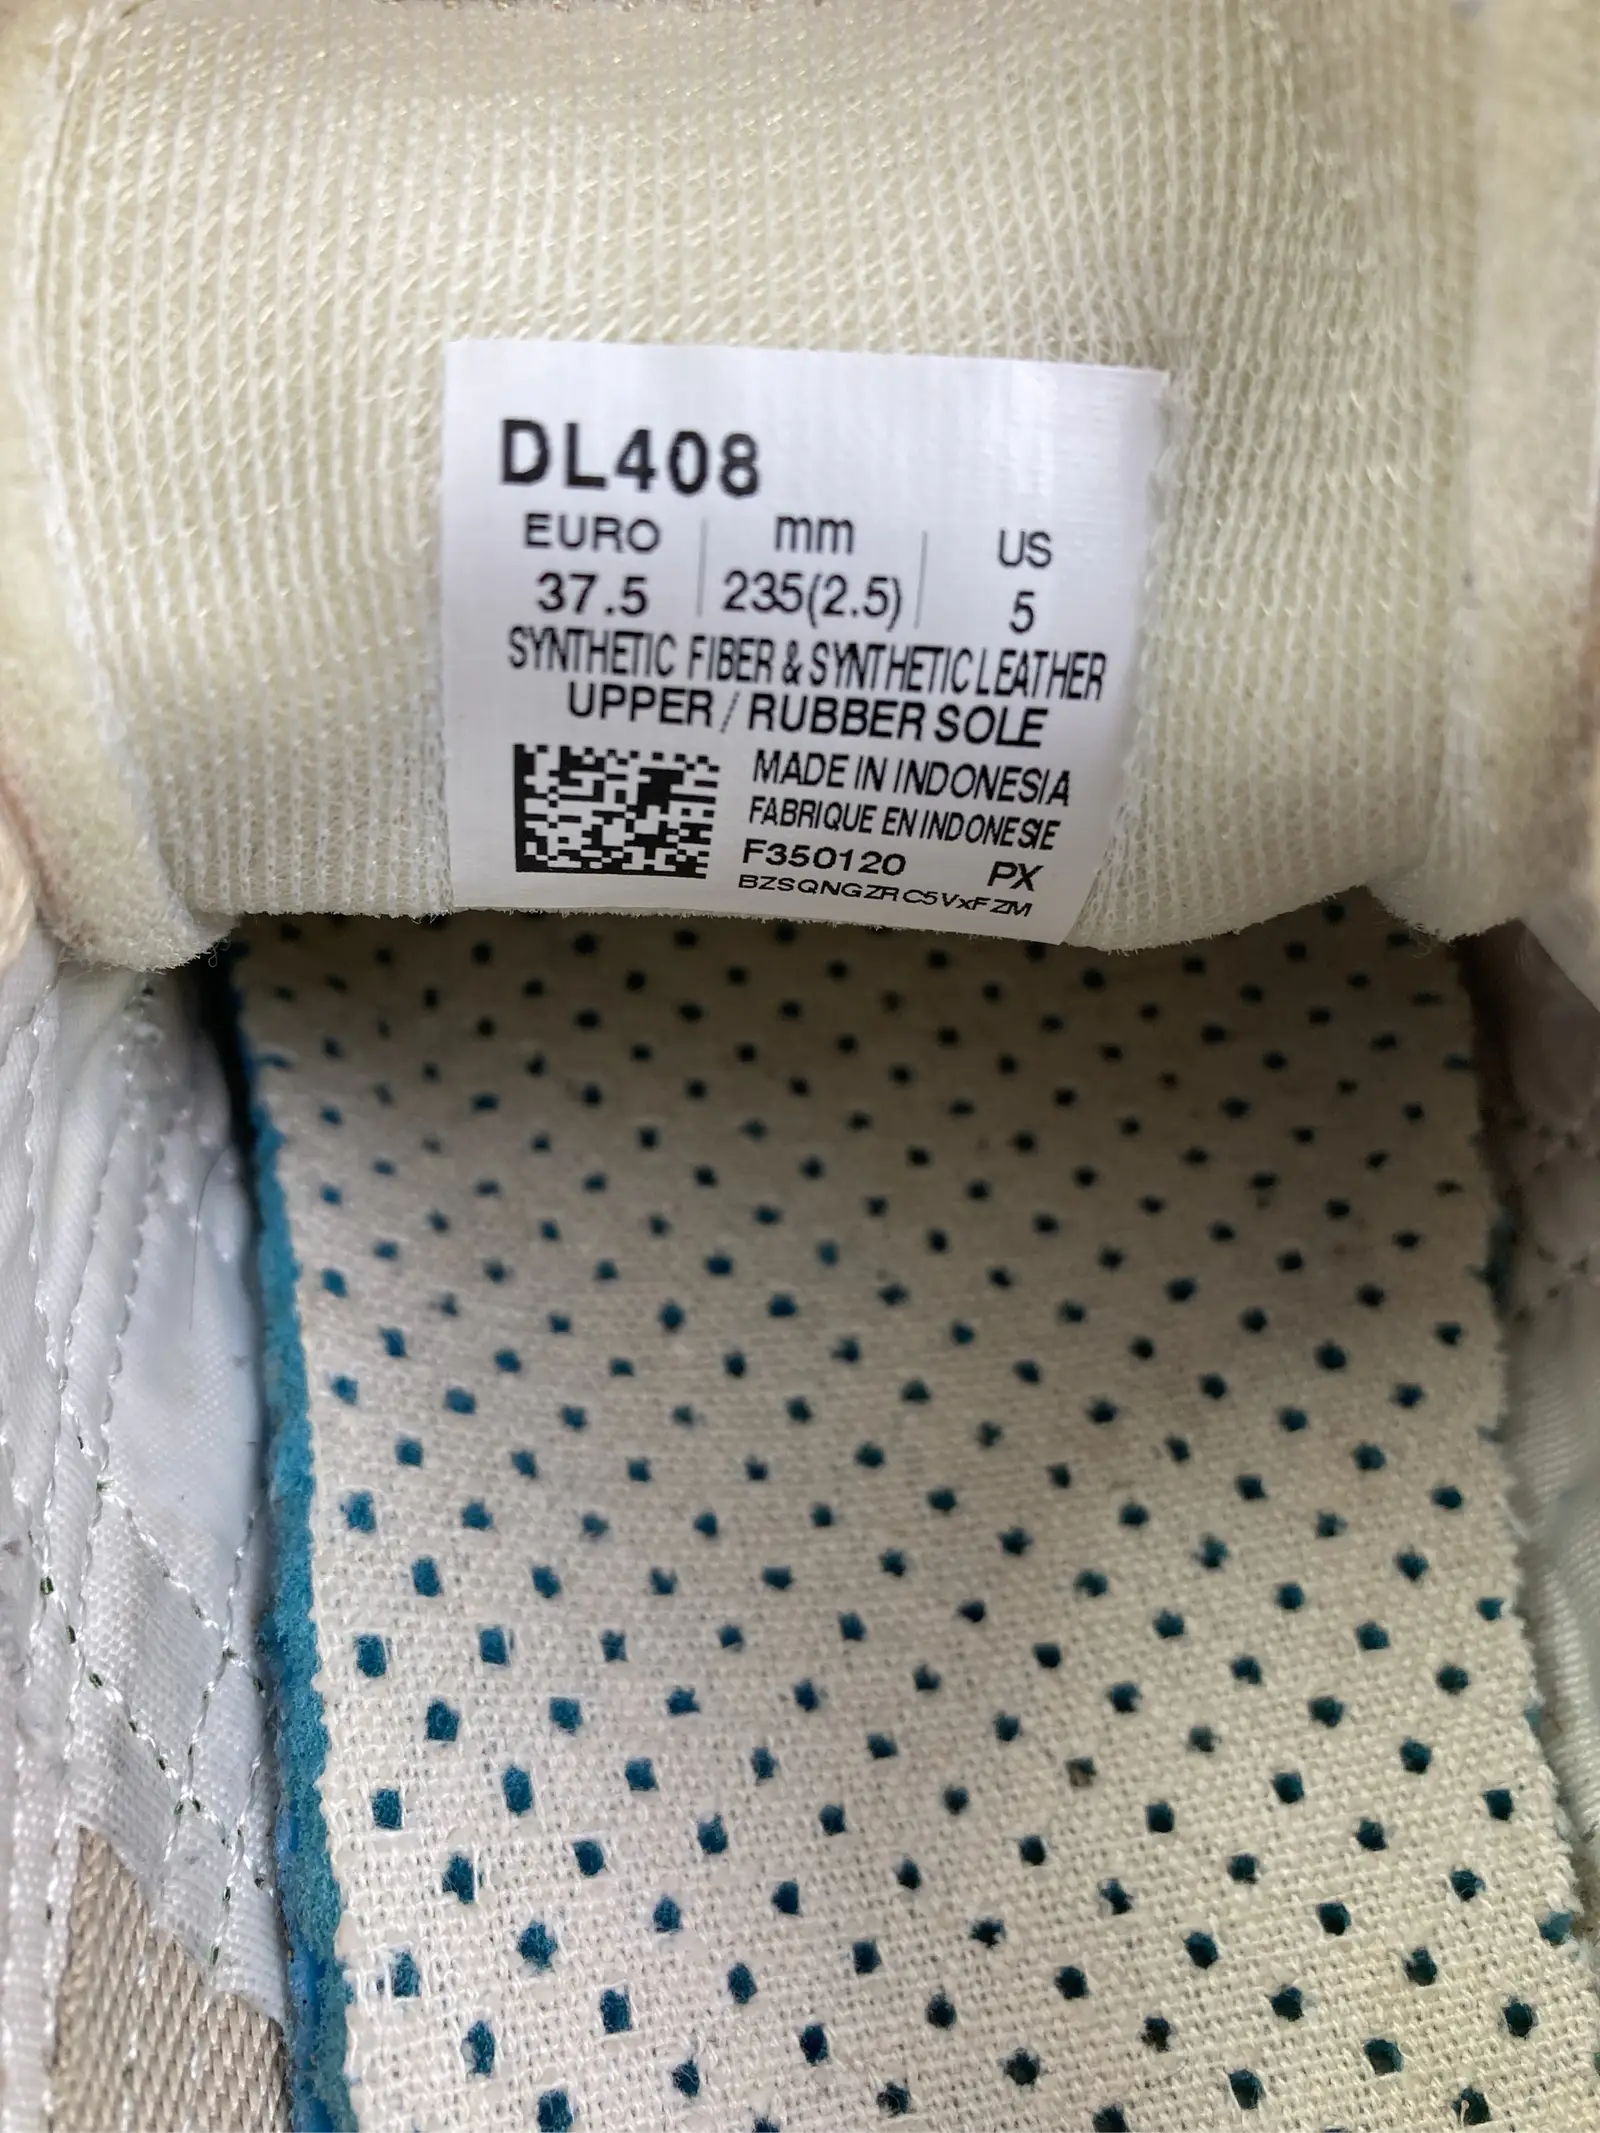 DL408
EURO mm US
37.5 235(2.5) 5
SYNTHETIC FIBER & SYNTHETIC LEATHER
UPPER / RUBBER SOLE
MADE IN INDONESIA
FABRIQUE EN INDONESIE
F350120 PX
BZSQNGZRC5VxFZM